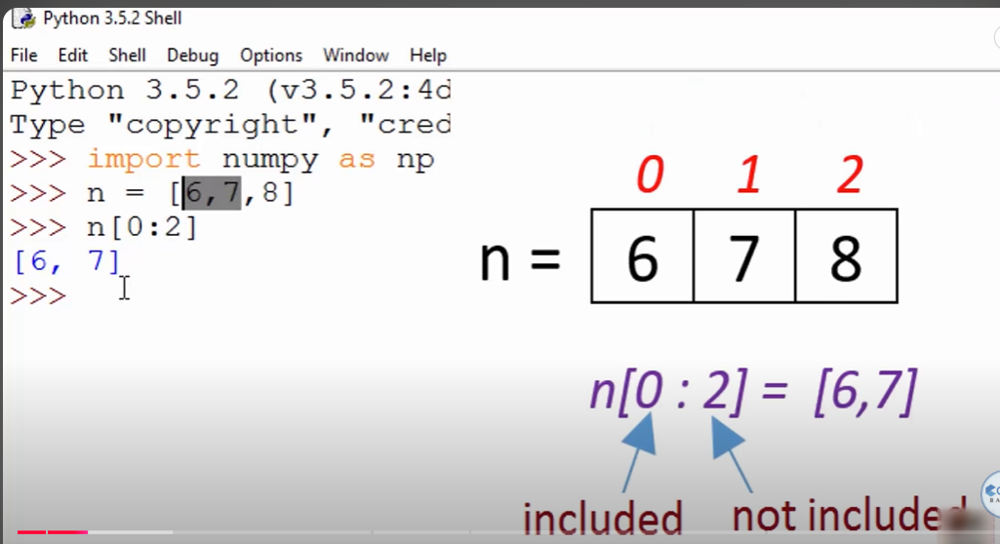 Python 3.5.2 Shell
File Edit Shell Debug Options Window Help
Python 3.5.2 (v3.5.2:4d
Type "copyright", "cred
>>> import numpy as np
>>> n = [6,7,8]
>>> n[0:2]
[6, 7]
>>>
0 1 2
n = 6 7 8
n[0 : 2] = [6,7]
included not included